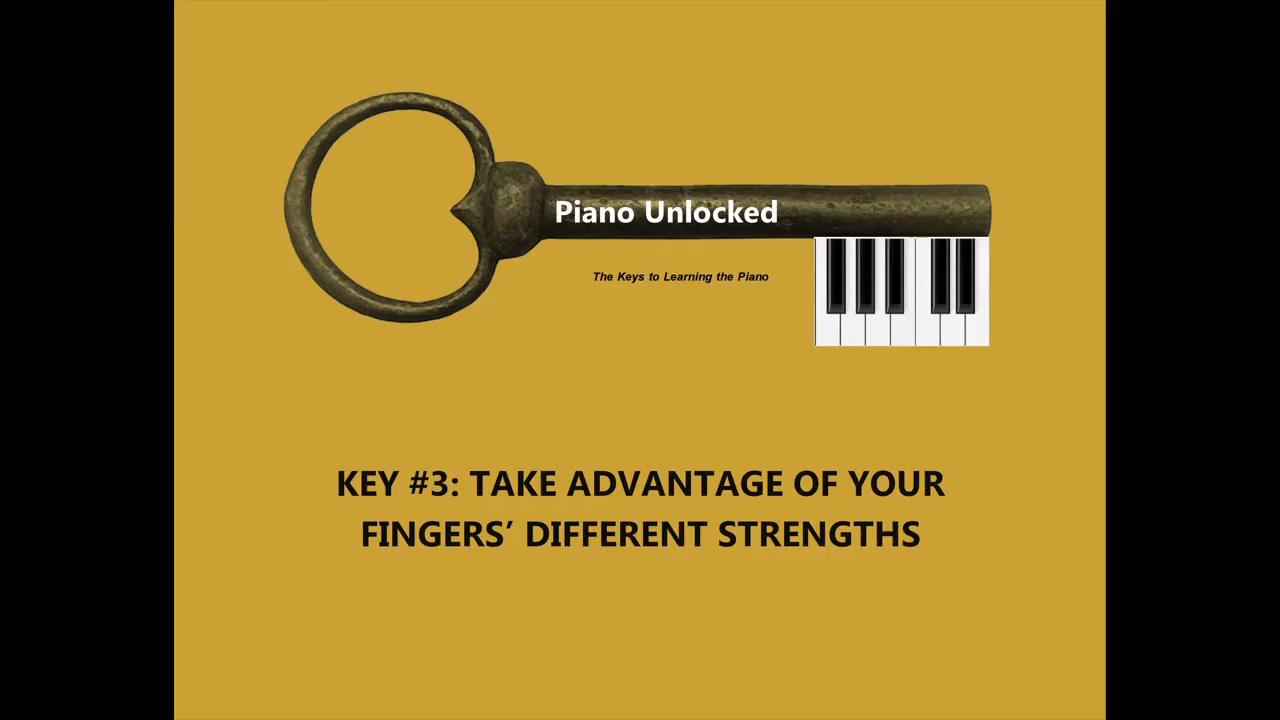 Piano Unlocked
The Keys to Learning the Piano
KEY #3: TAKE ADVANTAGE OF YOUR
FINGERS’ DIFFERENT STRENGTHS